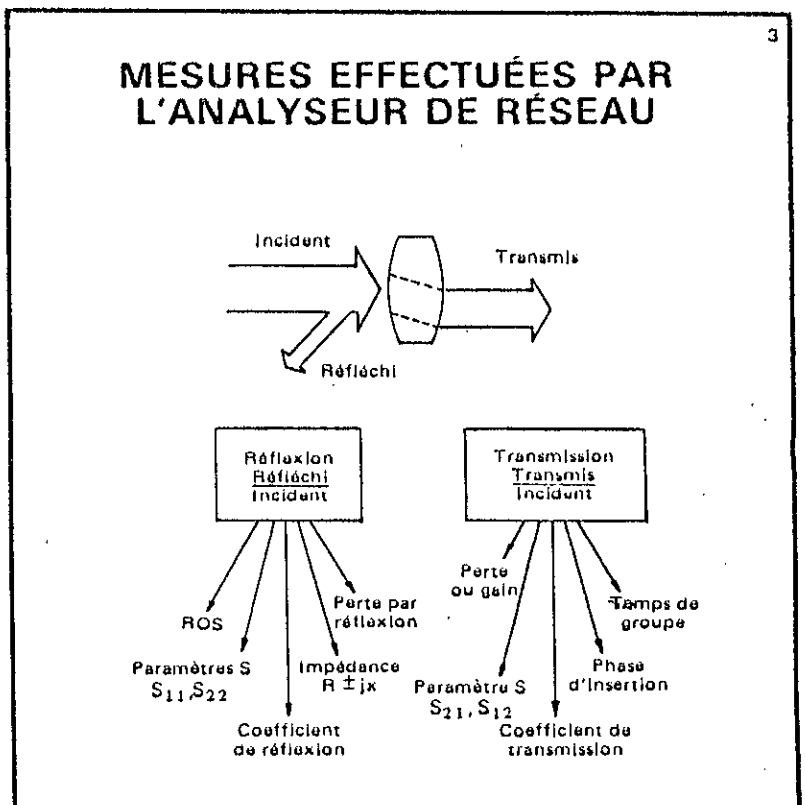 3
MESURES EFFECTUÉES PAR
L'ANALYSEUR DE RÉSEAU
Incident
Transmis
Réfléchi
Réflexion
Réfléchi
Incident
Transmission
Transmis
Incident
ROS
Paramètres S
S11,S22
Coefficient
de réflexion
Impédance
R ± jx
Perte par
réflexion
Perte
ou gain
Paramètre S
S21, S12
Coefficient de
transmission
Phase
d'Insertion
Temps de
groupe